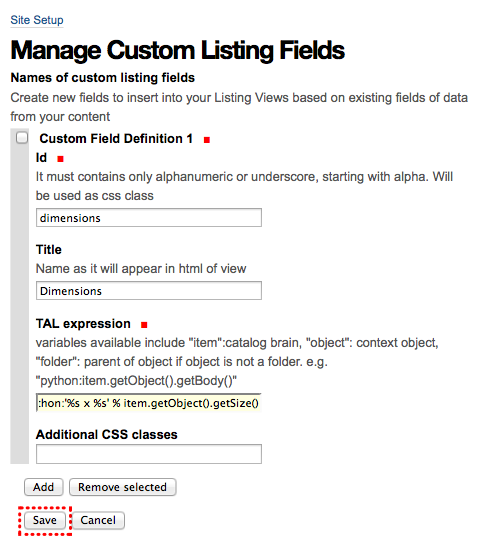 Site Setup
Manage Custom Listing Fields
Names of custom listing fields
Create new fields to insert into your Listing Views based on existing fields of data
from your content
Custom Field Definition 1
Id
It must contains only alphanumeric or underscore, starting with alpha. Will
be used as css class
dimensions
Title
Name as it will appear in html of view
Dimensions
TAL expression
variables available include "item":catalog brain, "object": context object,
"folder": parent of object if object is not a folder. e.g.
"python:item.getObject().getBody()"
:hon:'%s x %s' % item.getObject().getSize()
Additional CSS classes
Add Remove selected
Save Cancel